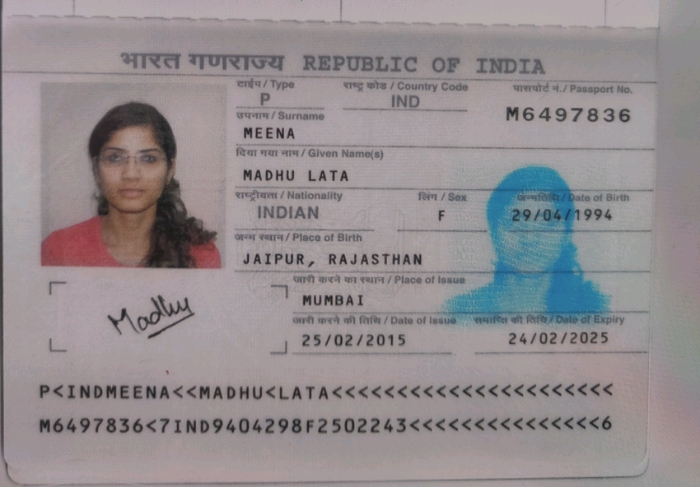 भारत गणराज्य REPUBLIC OF INDIA
टाईप / Type राष्ट्र कोड / Country Code पासपोर्ट नं./ Passport No.
P IND M6497836
उपनाम / Surname
MEENA
दिया गया नाम / Given Name(s)
MADHU LATA
राष्ट्रीयता / Nationality लिंग / Sex जन्मतिथि / Date of Birth
INDIAN F 29/04/1994
जन्म स्थान / Place of Birth
JAIPUR, RAJASTHAN
जारी करने का स्थान / Place of Issue
MUMBAI
Madhu
जारी करने की तिथि / Date of Issue समाप्ति की तिथि / Date of Expiry
25/02/2015 24/02/2025
P<INDMEENA<<MADHU<LATA<<<<<<<<<<<<<<<<<<<<<<
M6497836<7IND9404298F2502243<<<<<<<<<<<<<<<6